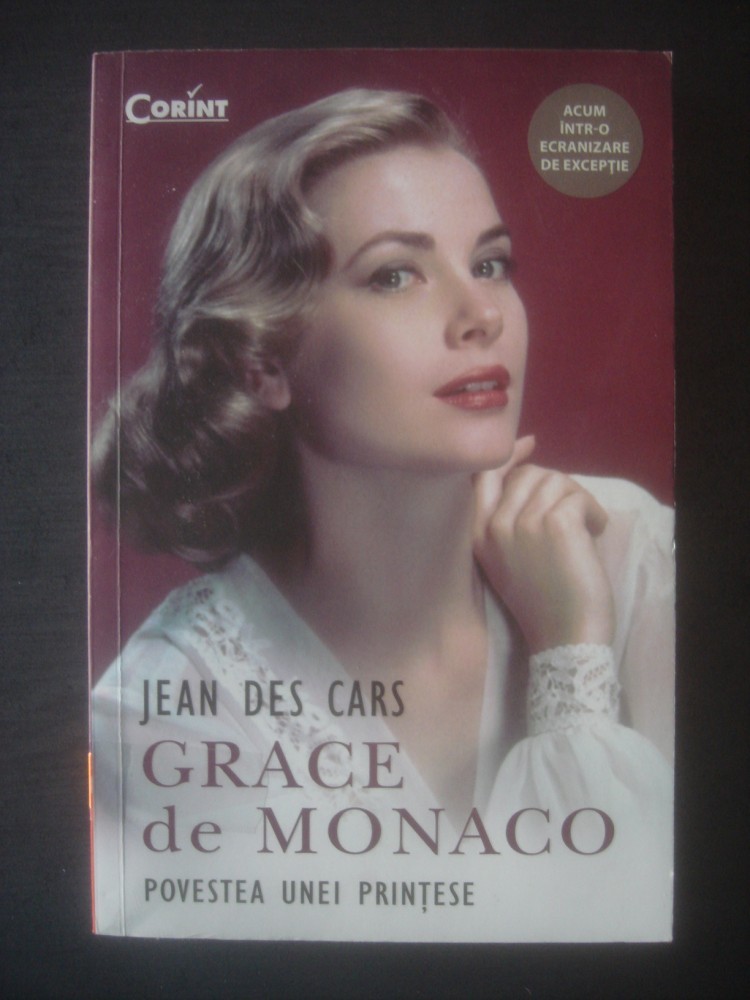 CORINT
ACUM
ÎNTR-O
ECRANIZARE
DE EXCEPȚIE
JEAN DES CARS
GRACE
de MONACO
POVESTEA UNEI PRINȚESE